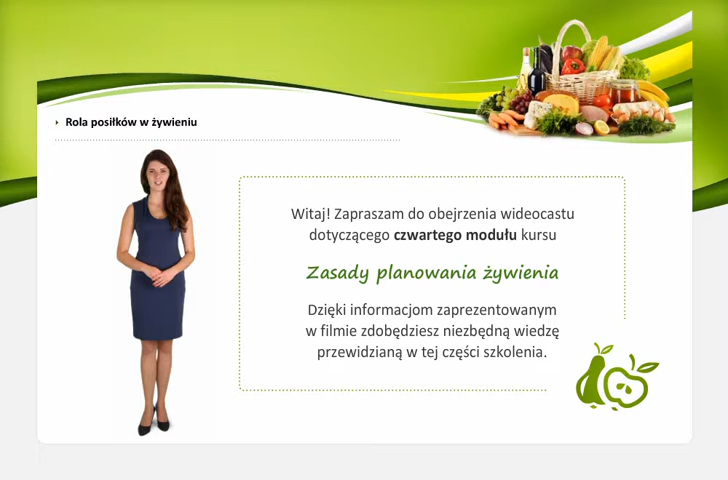 Rola posiłków w żywieniu
Witaj! Zapraszam do obejrzenia wideocastu
dotyczącego czwartego modułu kursu
Zasady planowania żywienia
Dzięki informacjom zaprezentowanym
w filmie zdobędziesz niezbędną wiedzę
przewidzianą w tej części szkolenia.